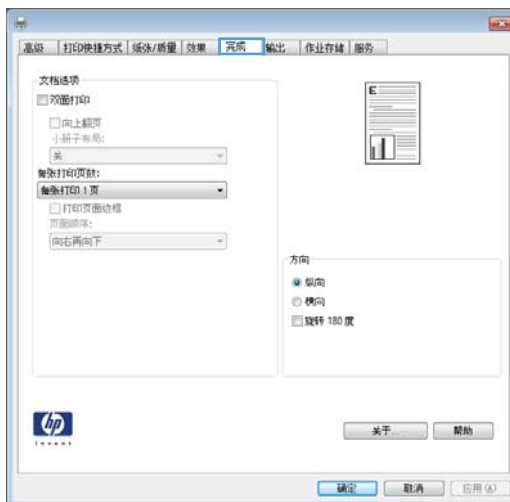 高级 打印快捷方式 纸张/质量 效果 完成 输出 作业存储 服务
文档选项
双面打印
向上翻页
小册子布局:
关
每张打印页数:
每张打印 1 页
打印页面边框
页面顺序:
向右再向下
E
方向
纵向
横向
旋转 180 度
hp
invent
关于...
帮助
确定
取消
应用(A)